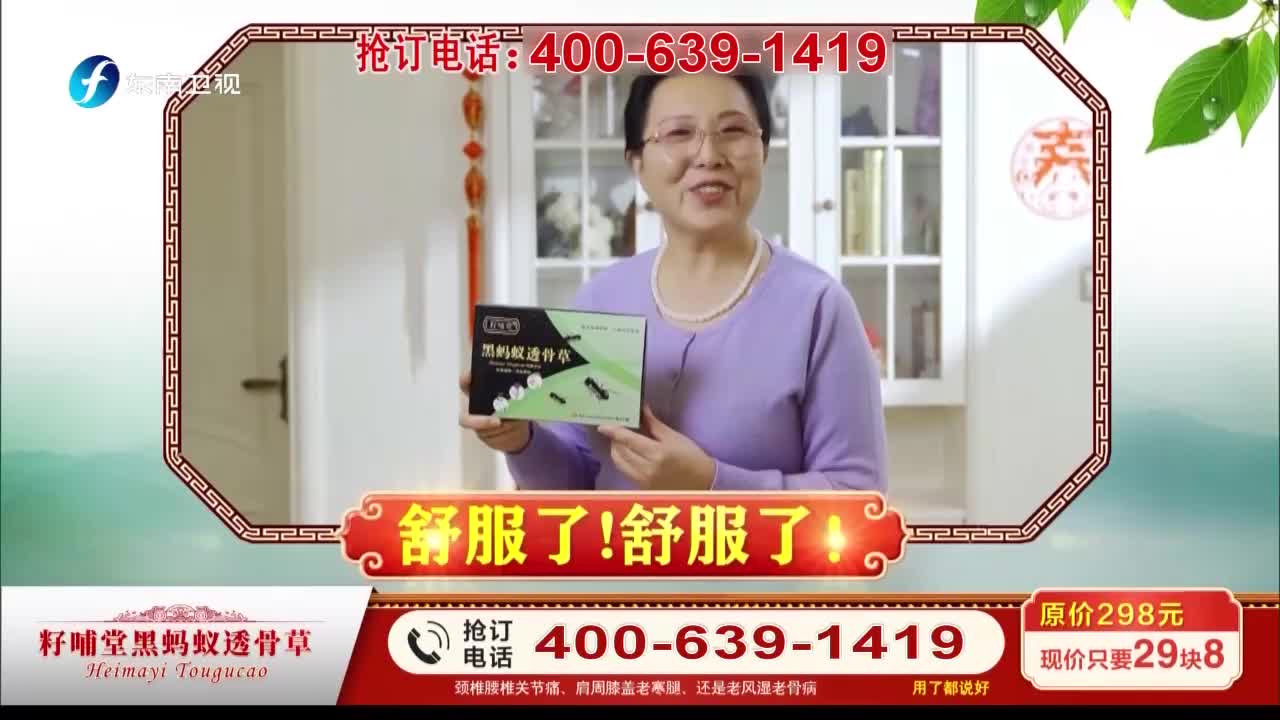 抢订电话：400-639-1419
东南卫视
黑蚂蚁透骨草
舒服了!舒服了!
籽哺堂黑蚂蚁透骨草
Heimayi Tougucao
抢订
电话
400-639-1419
颈椎腰椎关节痛、肩周膝盖老寒腿、还是老风湿老骨病
用了都说好
原价298元
现价只要29块8